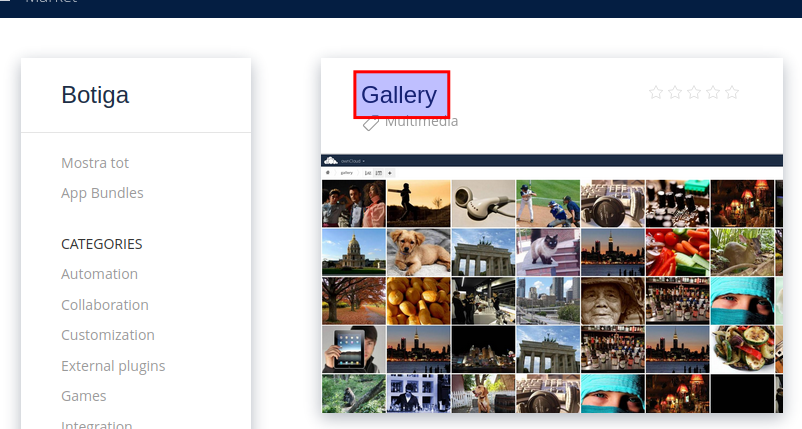 Market
Botiga
Mostra tot
App Bundles
CATEGORIES
Automation
Collaboration
Customization
External plugins
Games
Integration
Gallery
Multimedia
ownCloud
gallery